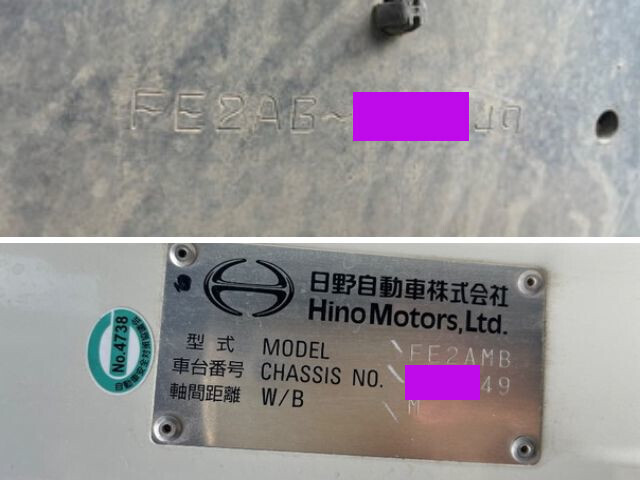 FE2AB-
日野自動車株式会社
Hino Motors, Ltd.
型式 MODEL FE2AMB
車台番号 CHASSIS NO. 49
軸間距離 W/B M
No.4738